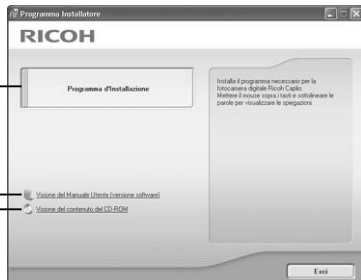 Programma Installatore
RICOH
Programma d'Installazione
Installa il programma necessario per la
fotocamera digitale Ricoh Caplio.
Mettere il mouse sopra i tasti e sottolineare le
parole per visualizzare le spiegazioni.
Visione del Manuale Utente (versione software)
Visione del contenuto del CD-ROM
Esci